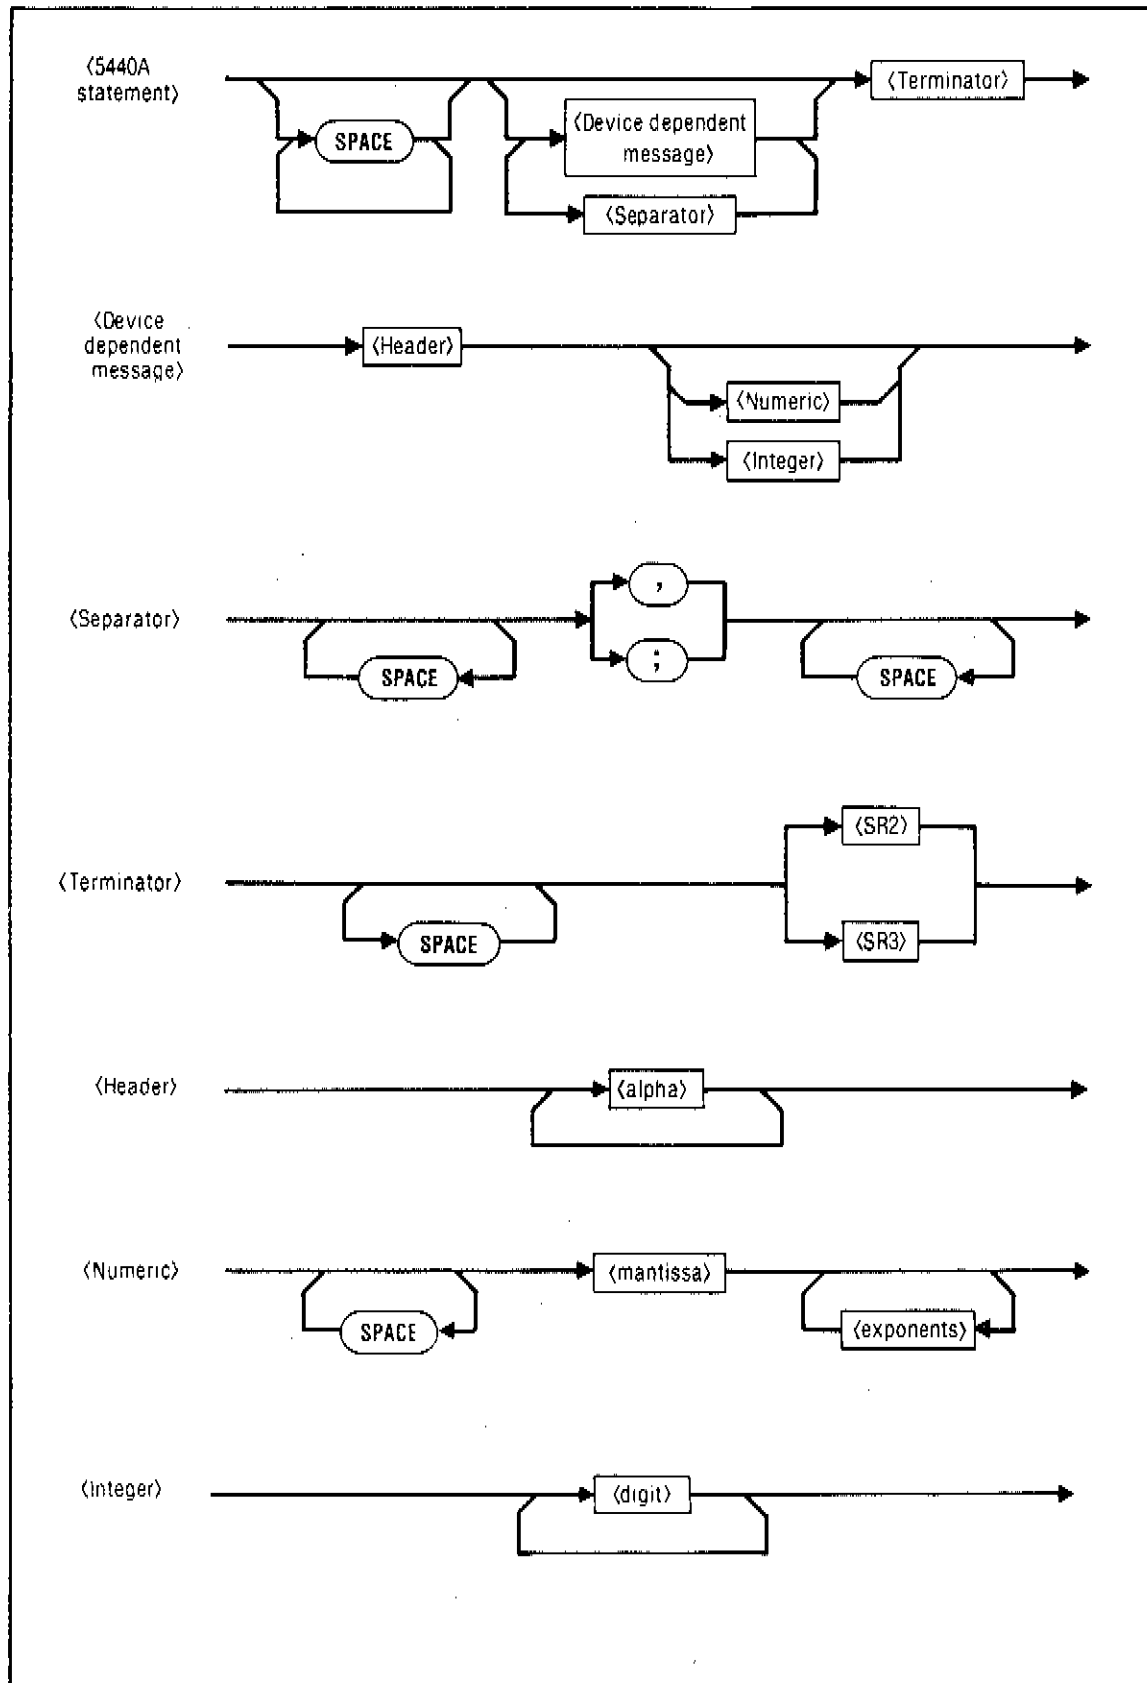 <5440A
statement>
<Terminator>
SPACE
<Device dependent
message>
<Separator>
<Device
dependent
message>
<Header>
<Numeric>
<Integer>
<Separator>
,
;
SPACE
SPACE
<Terminator>
<SR2>
<SR3>
SPACE
<Header>
<alpha>
<Numeric>
<mantissa>
SPACE
<exponents>
<Integer>
<digit>